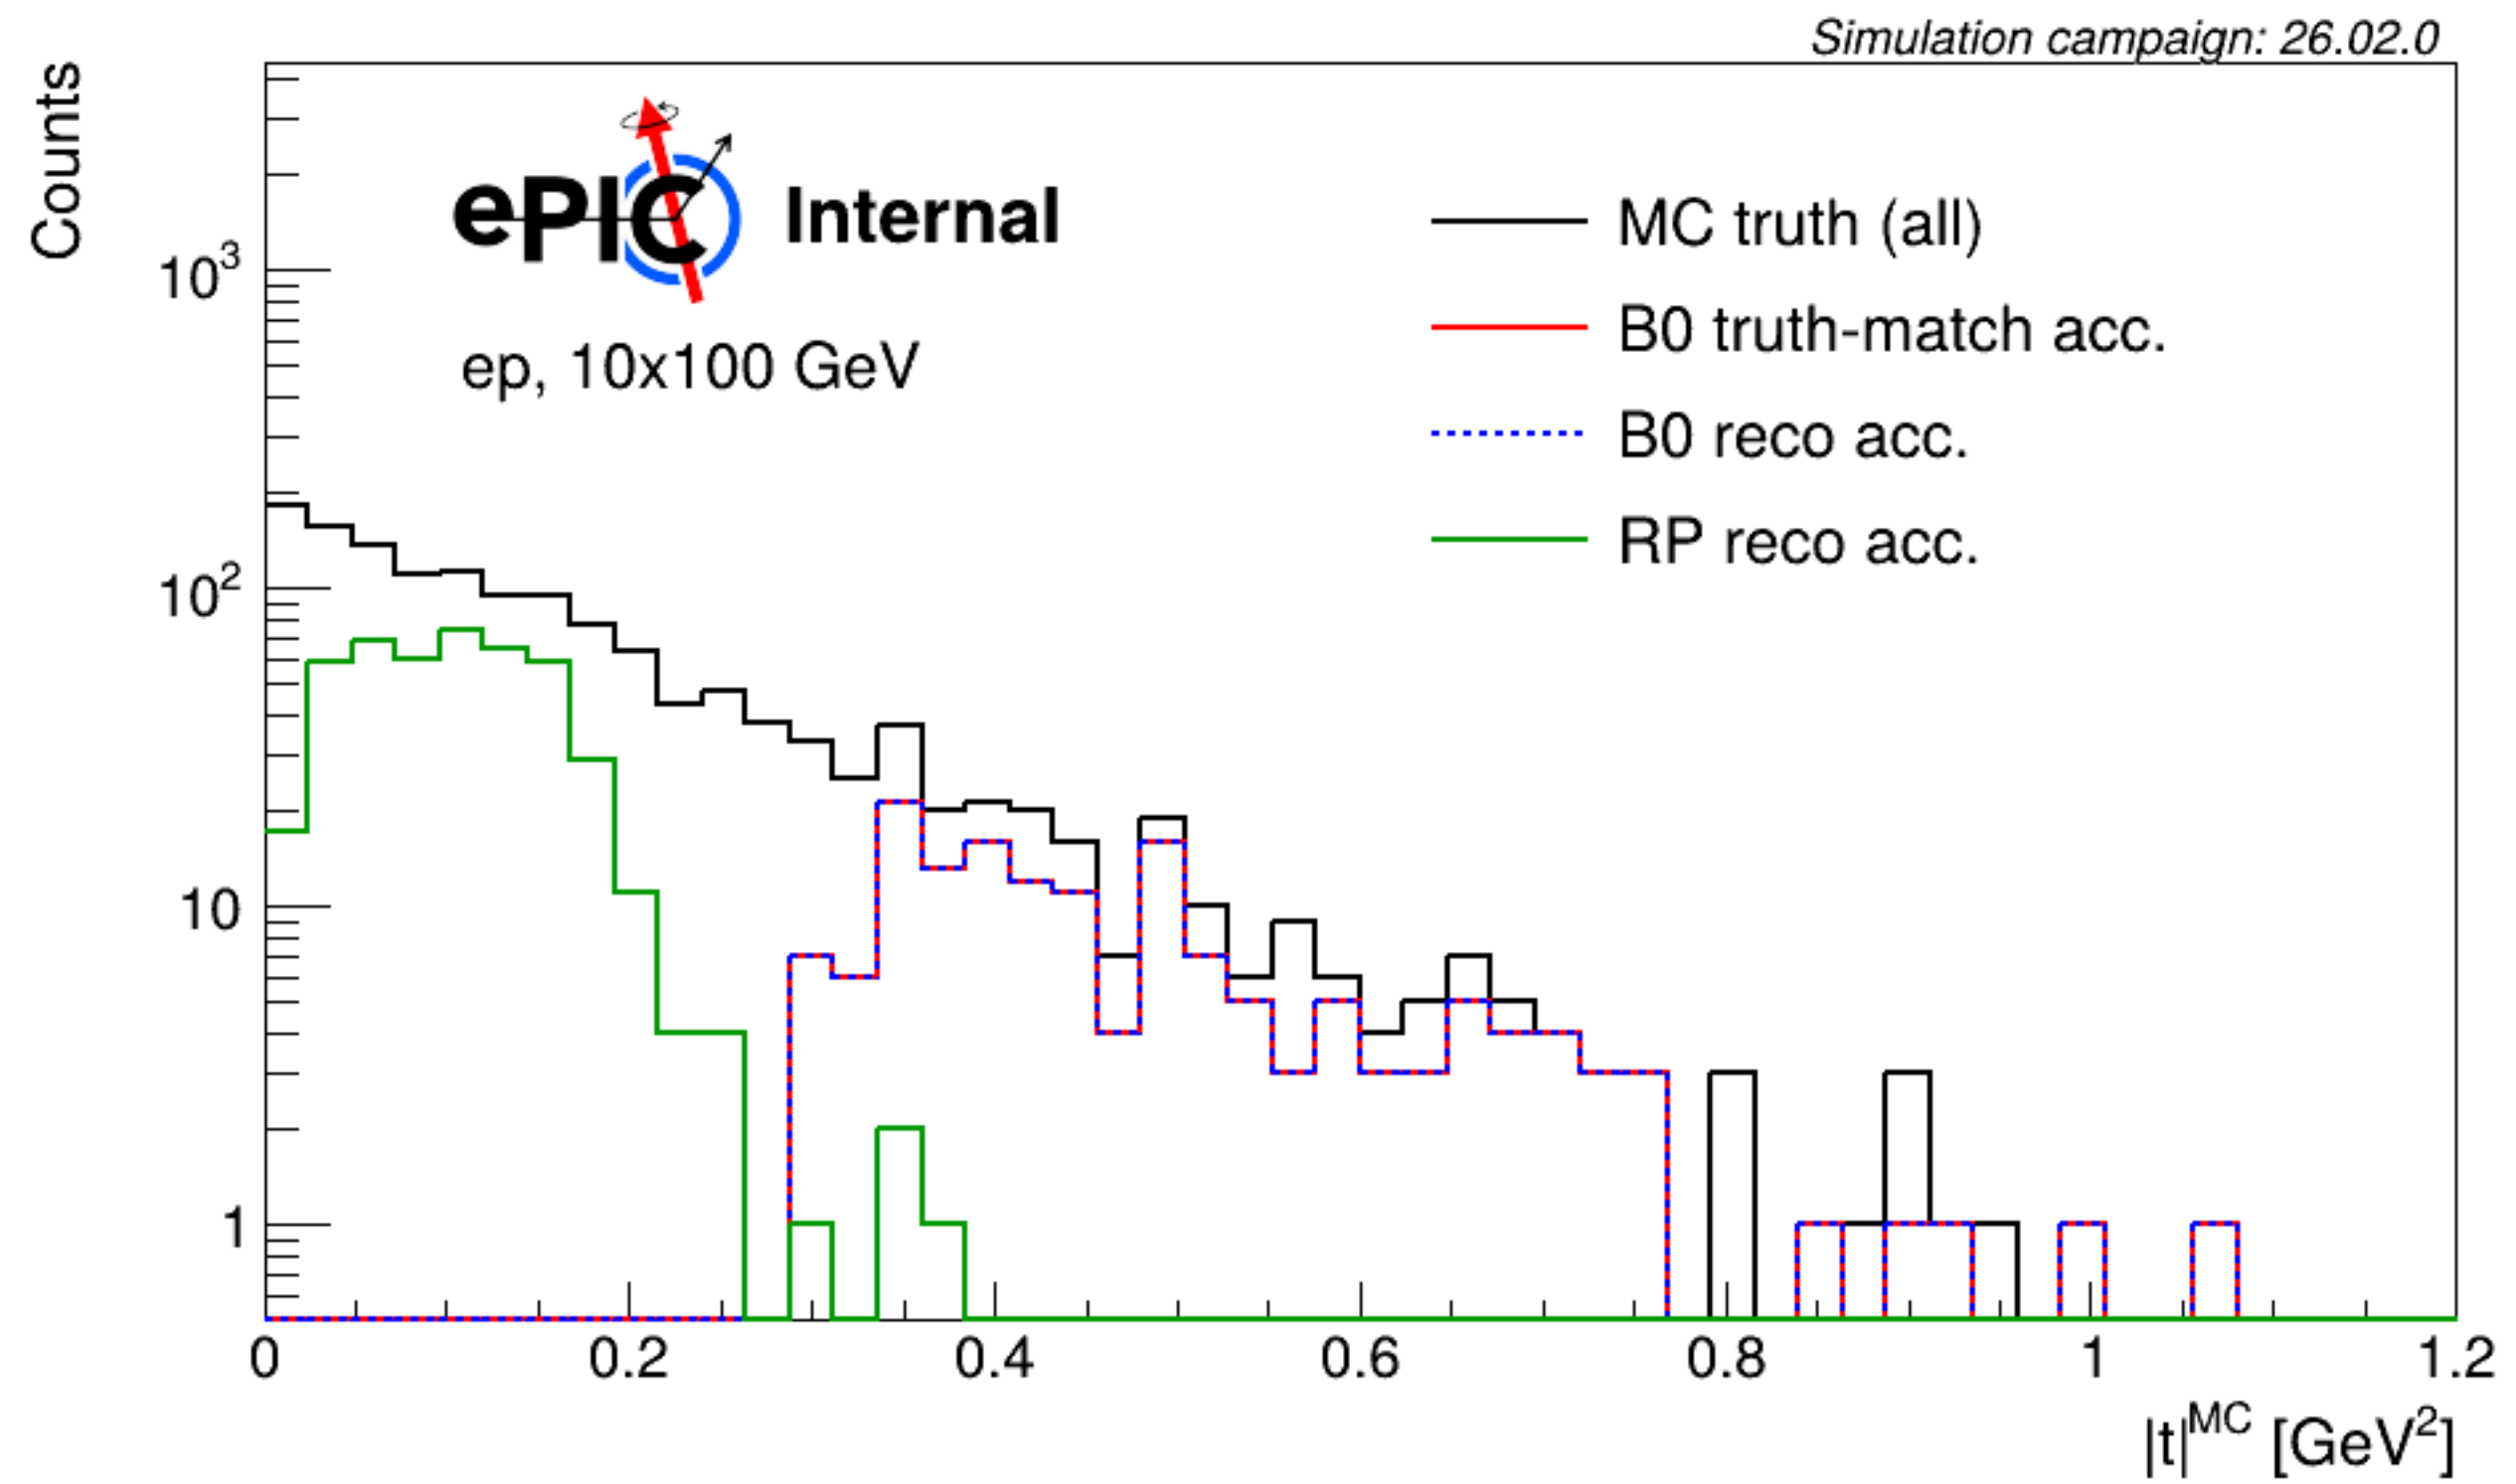 Simulation campaign: 26.02.0
Counts
ePIC Internal
ep, 10x100 GeV
MC truth (all)
B0 truth-match acc.
B0 reco acc.
RP reco acc.
10³
10²
10
1
0 0.2 0.4 0.6 0.8 1 1.2
|t|ᴹᶜ [GeV²]